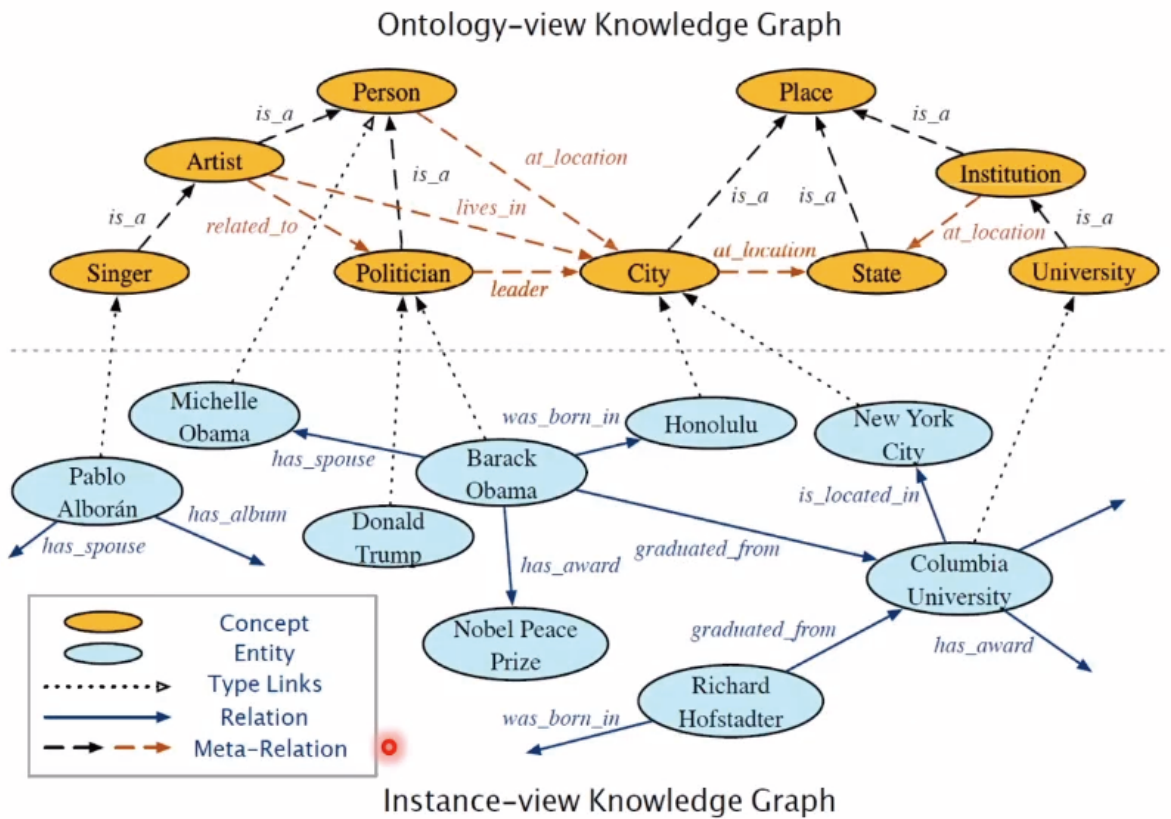 Ontology-view Knowledge Graph
Person
Place
is_a
is_a
Artist
at_location
Institution
is_a
is_a
is_a
lives_in
is_a
is_a
related_to
at_location
Singer
Politician
leader
City
at_location
State
University
Michelle
Obama
was_born_in
Honolulu
New York
City
has_spouse
Barack
Obama
Pablo
Alborán
is_located_in
has_album
has_spouse
Donald
Trump
graduated_from
has_award
Columbia
University
Concept
Entity
Type Links
Relation
Meta-Relation
Nobel Peace
Prize
graduated_from
has_award
Richard
Hofstadter
was_born_in
Instance-view Knowledge Graph